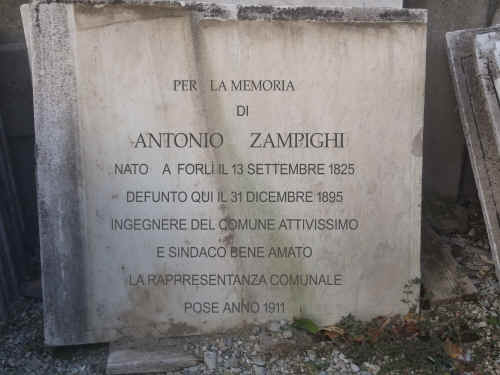 PER LA MEMORIA
DI
ANTONIO ZAMPIGHI
NATO A FORLÌ IL 13 SETTEMBRE 1825
DEFUNTO QUI IL 31 DICEMBRE 1895
INGEGNERE DEL COMUNE ATTIVISSIMO
E SINDACO BENE AMATO
LA RAPPRESENTANZA COMUNALE
POSE ANNO 1911